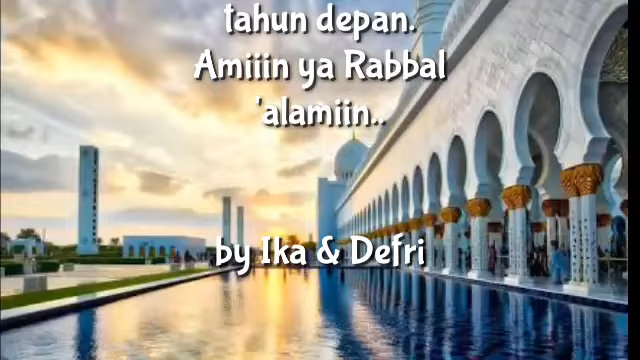 tahun depan.
Amiiin ya Rabbal
'alamiin..
by Ika & Defri